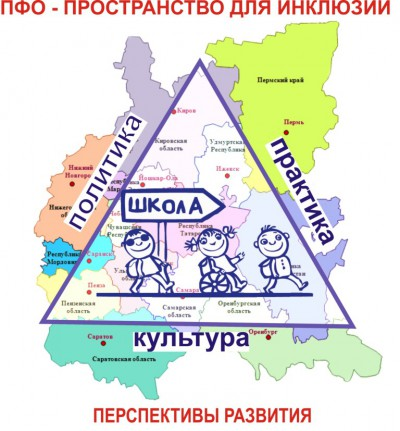 ПФО - ПРОСТРАНСТВО ДЛЯ ИНКЛЮЗИИ
Пермский край
Киров
Пермь
политика
практика
Кировская
область
Удмуртская
Республика
Нижний
Новгород
Йошкар-Ола
Ижевск
область
ШКОЛА
Республика
Чувашская
Республика
Республика
Мордовия
Саранск
Пенза
Пензенская
область
Самарская
область
Оренбургская
область
культура
Саратов
Саратовская область
Оренбург
ПЕРСПЕКТИВЫ РАЗВИТИЯ